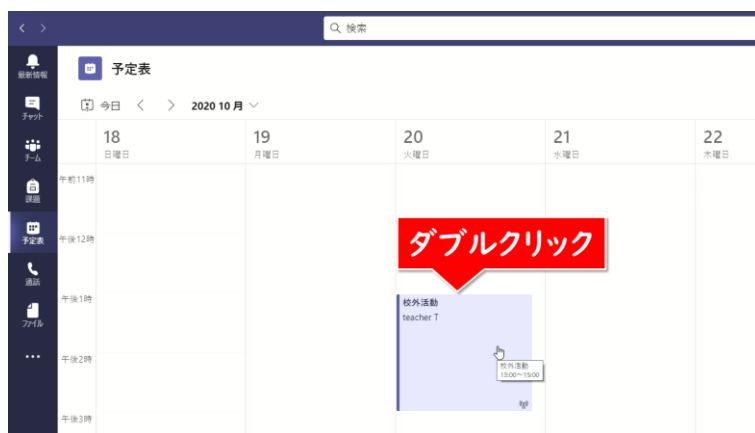 検索
最新情報
チャット
チーム
課題
予定表
通話
ファイル
予定表
今日
2020 10 月
18
日曜日
19
月曜日
20
火曜日
21
水曜日
22
木曜日
午前11時
午後12時
午後1時
午後2時
午後3時
ダブルクリック
校外活動
teacher T
校外活動
13:00～15:00